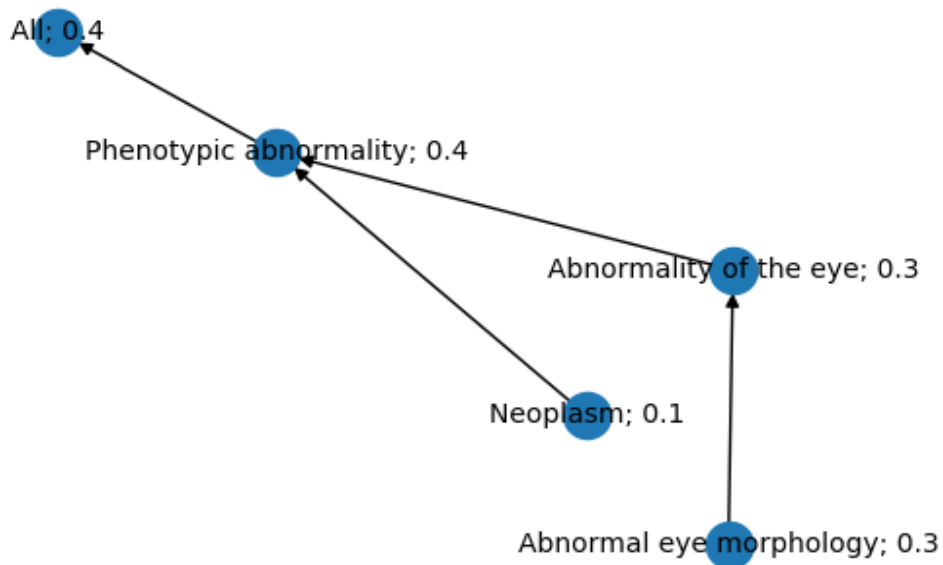 All; 0.4
Phenotypic abnormality; 0.4
Abnormality of the eye; 0.3
Neoplasm; 0.1
Abnormal eye morphology; 0.3